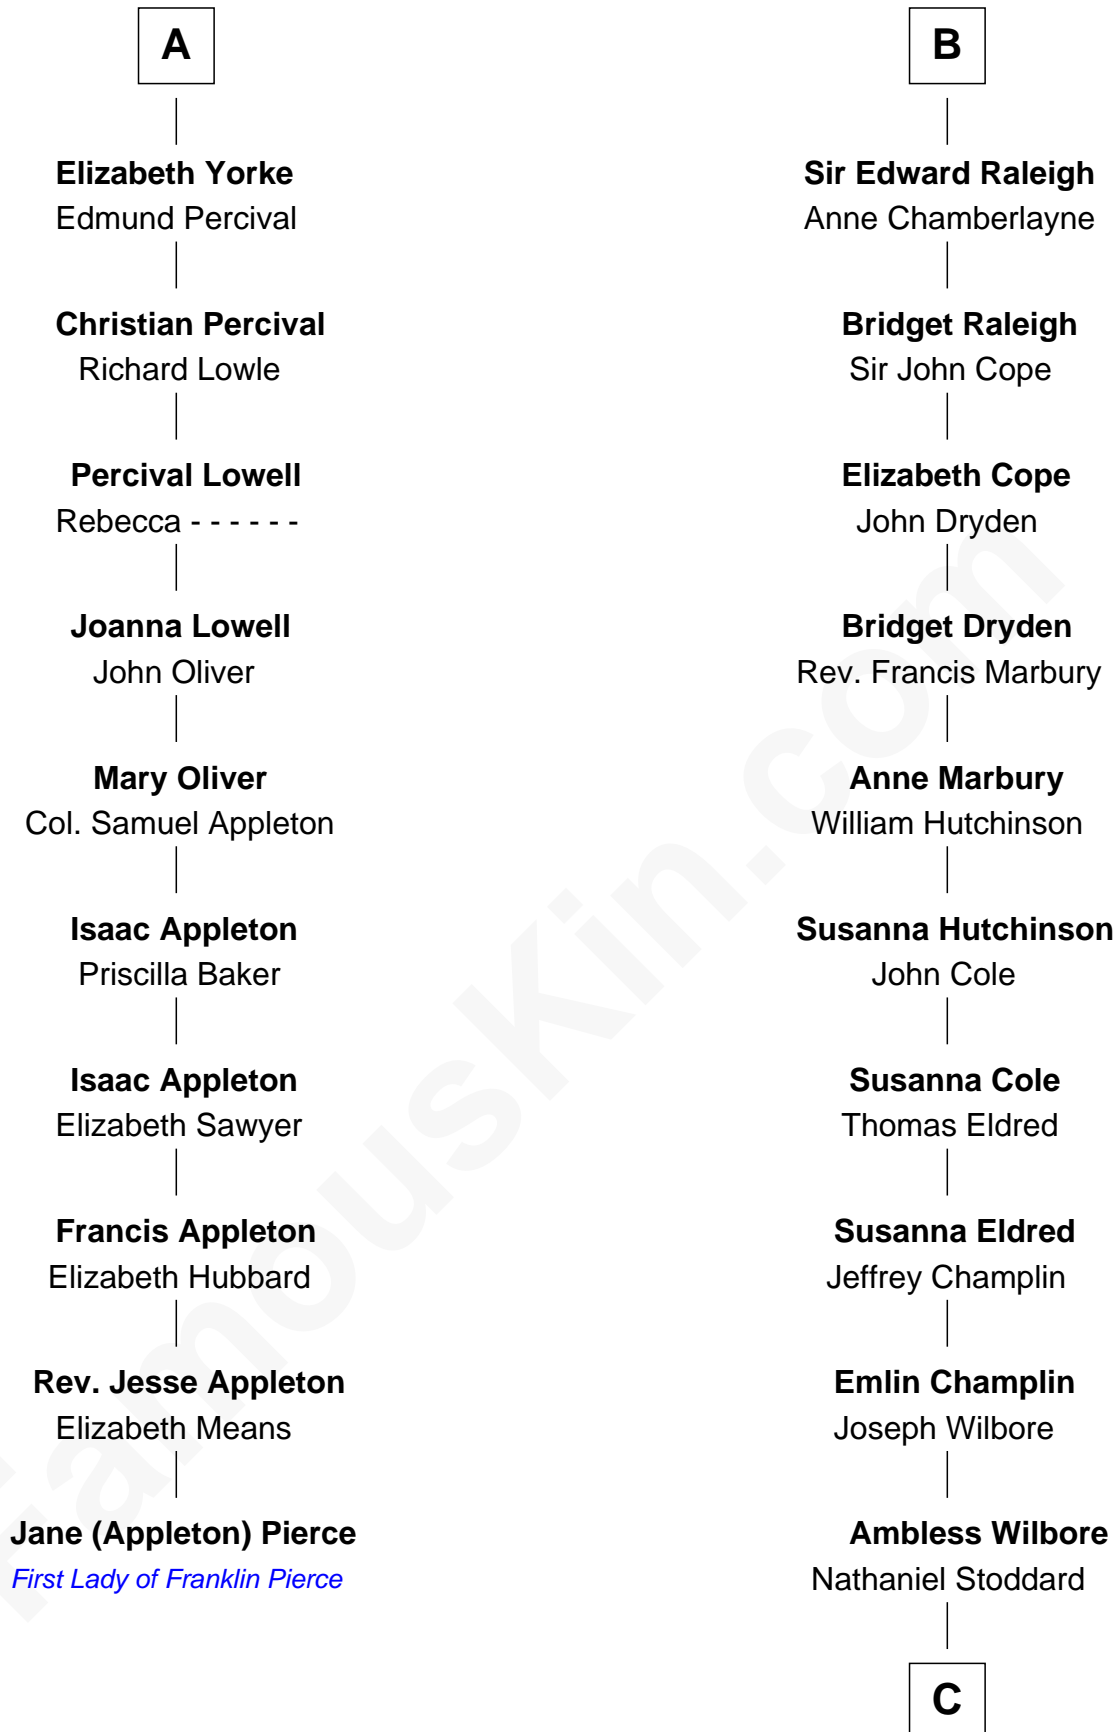 A
Elizabeth Yorke
Edmund Percival
Christian Percival
Richard Lowle
Percival Lowell
Rebecca - - - - - -
Joanna Lowell
John Oliver
Mary Oliver
Col. Samuel Appleton
Isaac Appleton
Priscilla Baker
Isaac Appleton
Elizabeth Sawyer
Francis Appleton
Elizabeth Hubbard
Rev. Jesse Appleton
Elizabeth Means
Jane (Appleton) Pierce
First Lady of Franklin Pierce
B
Sir Edward Raleigh
Anne Chamberlayne
Bridget Raleigh
Sir John Cope
Elizabeth Cope
John Dryden
Bridget Dryden
Rev. Francis Marbury
Anne Marbury
William Hutchinson
Susanna Hutchinson
John Cole
Susanna Cole
Thomas Eldred
Susanna Eldred
Jeffrey Champlin
Emlin Champlin
Joseph Wilbore
Ambless Wilbore
Nathaniel Stoddard
C
FamousKin.com